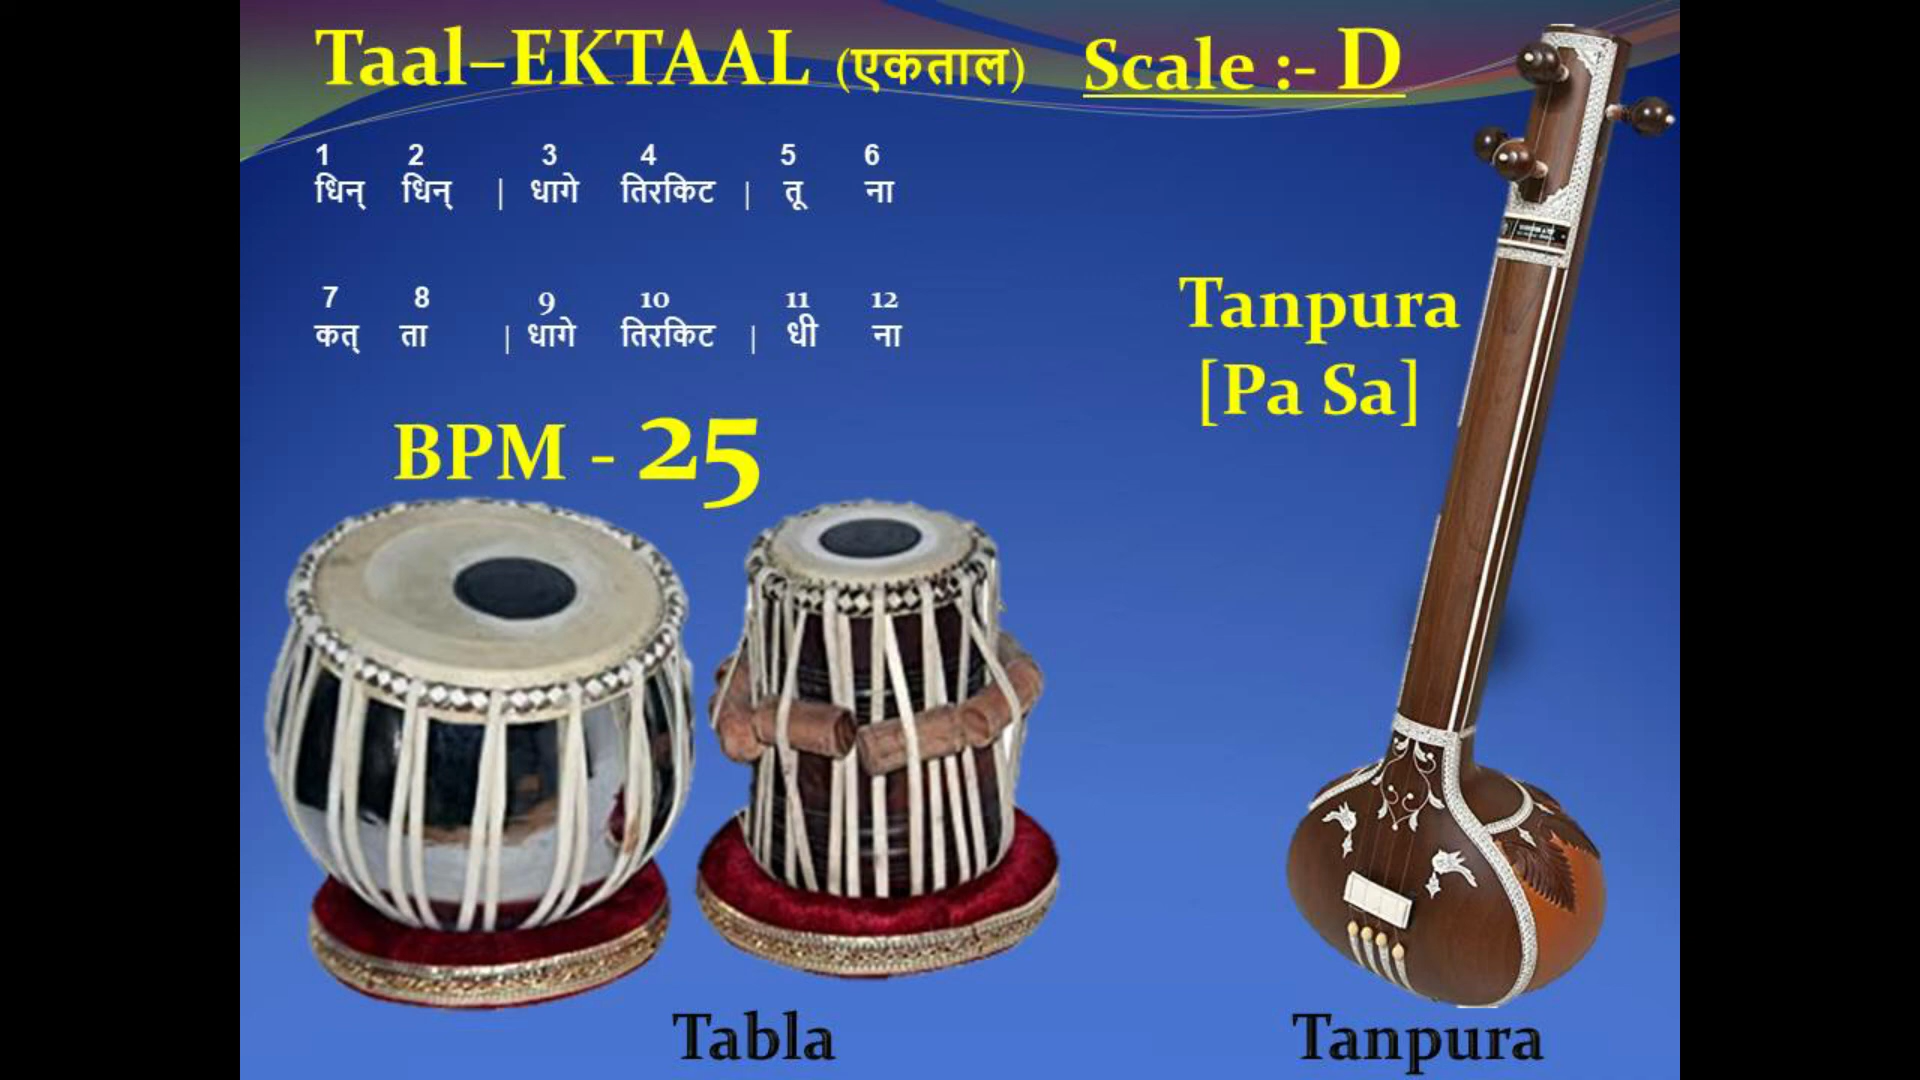 Taal–EKTAAL (एकताल) Scale :- D
1 2 3 4 5 6
धिन् धिन् | धागे तिरकिट | तू ना
7 8 9 10 11 12
कत् ता | धागे तिरकिट | धी ना
Tanpura
[Pa Sa]
BPM - 25
Tabla
Tanpura